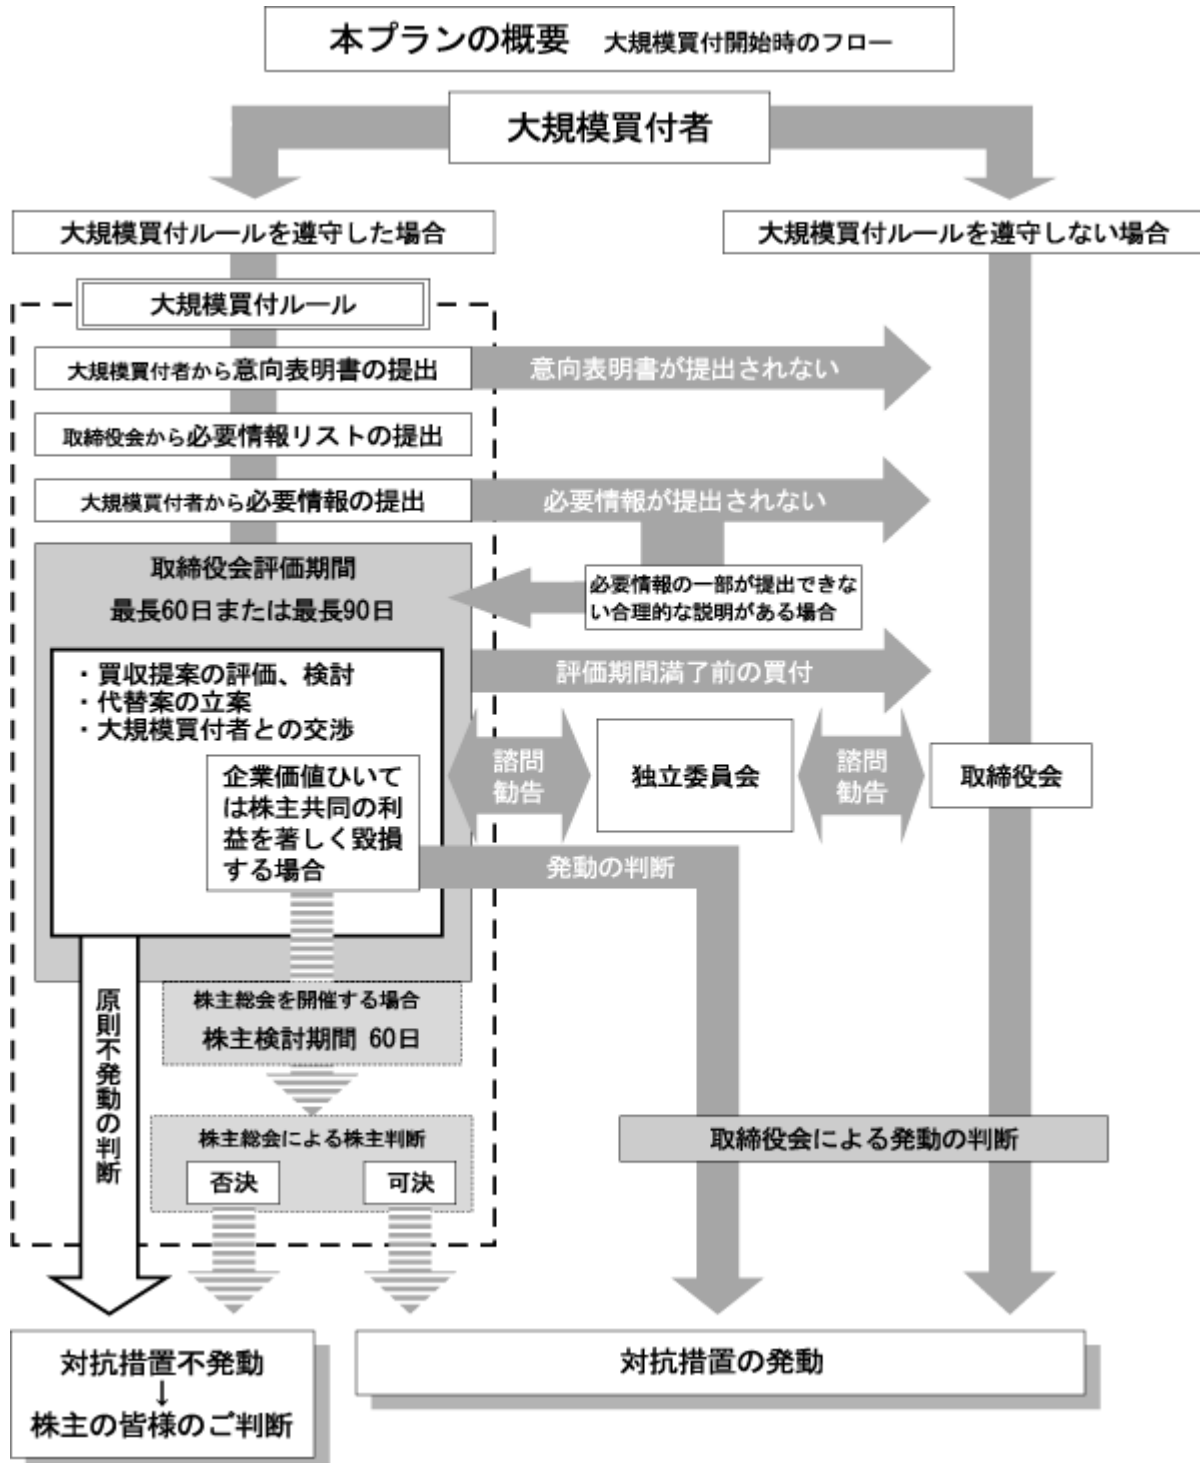 本プランの概要 大規模買付開始時のフロー
大規模買付者
大規模買付ルールを遵守した場合
大規模買付ルールを遵守しない場合
大規模買付ルール
大規模買付者から意向表明書の提出
意向表明書が提出されない
取締役会から必要情報リストの提出
大規模買付者から必要情報の提出
必要情報が提出されない
取締役会評価期間
最長60日または最長90日
必要情報の一部が提出できな
い合理的な説明がある場合
・買収提案の評価、検討
・代替案の立案
・大規模買付者との交渉
評価期間満了前の買付
企業価値ひいて
は株主共同の利
益を著しく毀損
する場合
諮問
勧告
独立委員会
諮問
勧告
取締役会
発動の判断
原則不発動の判断
株主総会を開催する場合
株主検討期間 60日
株主総会による株主判断
否決
可決
取締役会による発動の判断
対抗措置不発動
↓
株主の皆様のご判断
対抗措置の発動